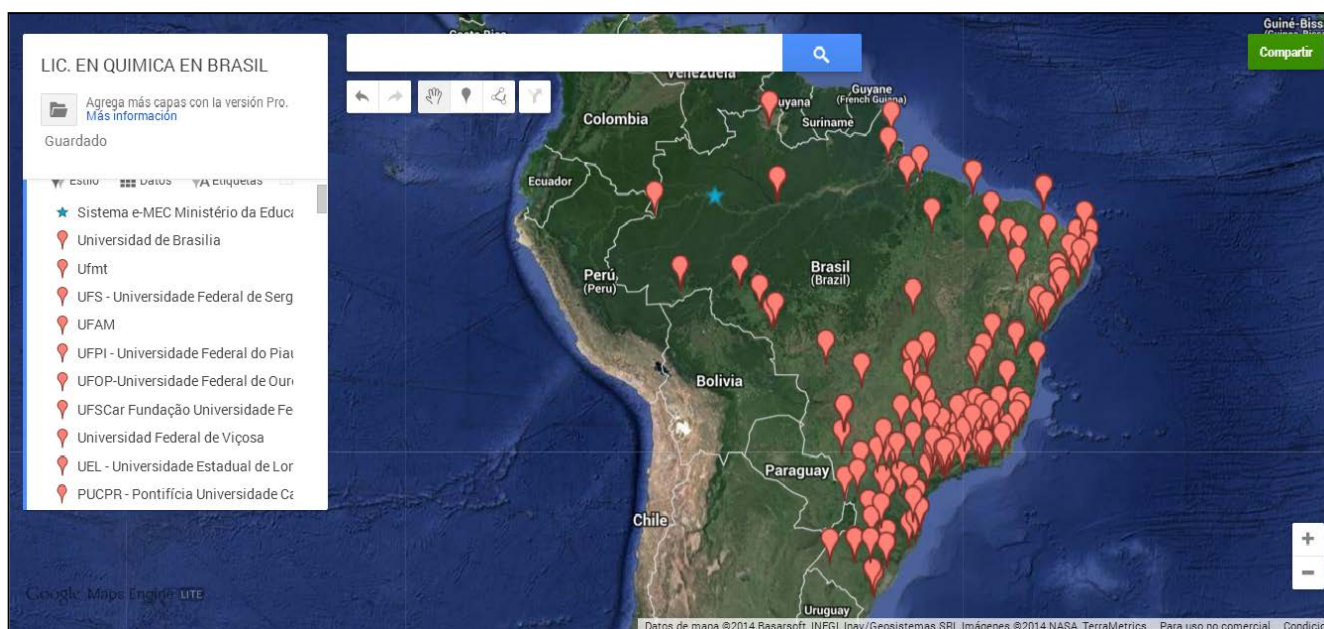 LIC. EN QUIMICA EN BRASIL
Agrega más capas con la versión Pro.
Más información
Guardado
Estilo Datos Etiquetas
Sistema e-MEC Ministério da Educa
Universidad de Brasilia
Ufmt
UFS - Universidade Federal de Serg
UFAM
UFPI - Universidade Federal do Piau
UFOP-Universidade Federal de Our
UFSCar Fundação Universidade Fe
Universidad Federal de Viçosa
UEL - Universidade Estadual de Lor
PUCPR - Pontifícia Universidade Ca
Google Maps Engine LITE
Compartir
Guiné-Biss
Venezuela
Guyana
Guyane
(French Guiana)
Suriname
Colombia
Ecuador
Perú
(Peru)
Brasil
(Brazil)
Bolivia
Paraguay
Chile
Uruguay
Datos de mapa ©2014 Basarsoft, INEGI, Inav/Geosistemas SRL Imágenes ©2014 NASA, TerraMetrics Para uso no comercial Condicio